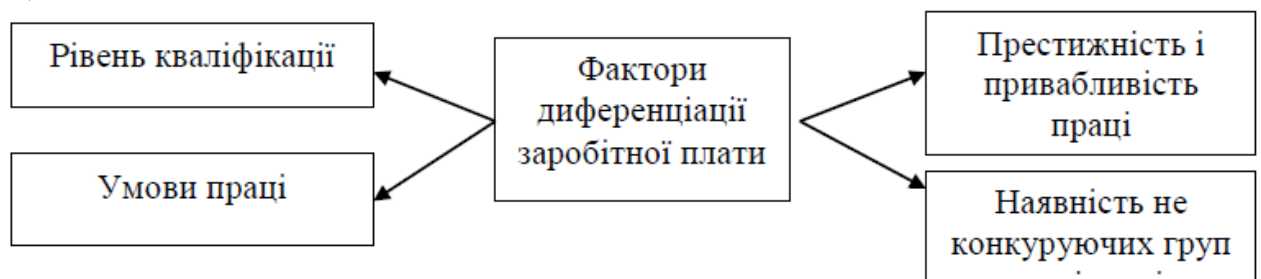 Рівень кваліфікації
Умови праці
Фактори
диференціації
заробітної плати
Престижність і
привабливість
праці
Наявність не
конкуруючих груп